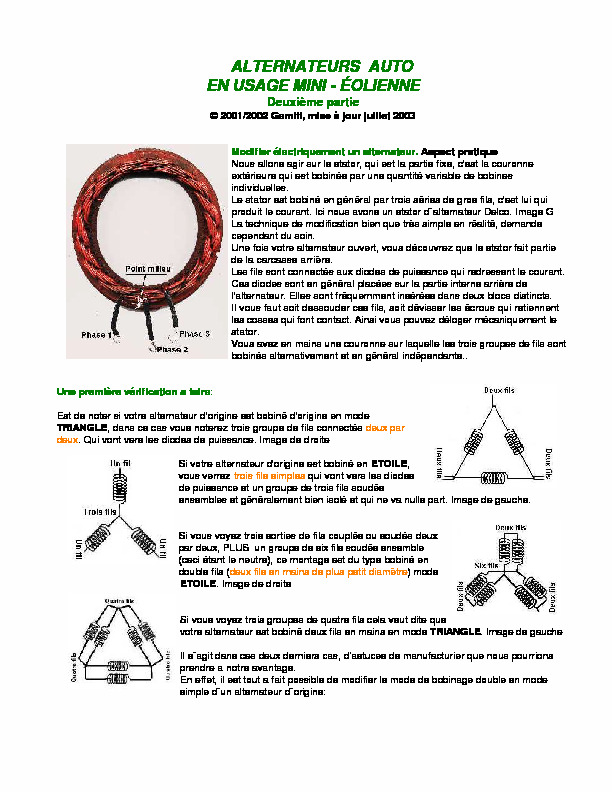 ALTERNATEURS AUTO
EN USAGE MINI - ÉOLIENNE
Deuxième partie
© 2001/2002 Gamiti, mise à jour juillet 2003
Modifier électriquement un alternateur. Aspect pratique
Nous allons agir sur le stator, qui est la partie fixe, c'est la couronne
extérieure qui est bobinée par une quantité variable de bobines
individuelles.
Le stator est bobiné en général par trois séries de gros fils, c'est lui qui
produit le courant. Ici nous avons un stator d'alternateur Delco. Image G
La technique de modification bien que très simple en réalité, demande
cependant du soin.
Une fois votre alternateur ouvert, vous découvrez que le stator fait partie
de la carcasse arrière.
Les fils sont connectés aux diodes de puissance qui redressent le courant.
Ces diodes sont en général placées sur la partie interne arrière de
l'alternateur. Elles sont fréquemment insérées dans deux blocs distincts.
Il vous faut soit dessouder ces fils, soit dévisser les écrous qui retiennent
les cosses qui font contact. Ainsi vous pouvez déloger mécaniquement le
stator.
Vous avez en mains une couronne sur laquelle les trois groupes de fils sont
bobinés alternativement et en général indépendants..
Point milieu
Phase 1
Phase 2
Phase 3
Une première vérification a faire:
Est de noter si votre alternateur d'origine est bobiné d'origine en mode
TRIANGLE, dans ce cas vous noterez trois groupe de fils connectés deux par
deux. Qui vont vers les diodes de puissance. Image de droite
Deux fils
Deux fils
Deux fils
Si votre alternateur d'origine est bobiné en ETOILE,
vous verrez trois fils simples qui vont vers les diodes
de puissance et un groupe de trois fils soudés
ensembles et généralement bien isolé et qui ne va nulle part. Image de gauche.
Un fil
Trois fils
Un fil
Un fil
Si vous voyez trois sorties de fils couplés ou soudés deux
par deux, PLUS un groupe de six fils soudés ensemble
(ceci étant le neutre), ce montage est du type bobiné en
double fils (deux fils en mains de plus petit diamètre) mode
ETOILE. Image de droite
Deux fils
Six fils
Deux fils
Deux fils
Si vous voyez trois groupes de quatre fils cela veut dite que
votre alternateur est bobiné deux fils en mains en mode TRIANGLE. Image de gauche
Quatre fils
Quatre fils
Quatre fils
Il s'agit dans ces deux derniers cas, d'astuces de manufacturier que nous pourrions
prendre a notre avantage.
En effet, il est tout a fait possible de modifier le mode de bobinage double en mode
simple d'un alternateur d'origine: